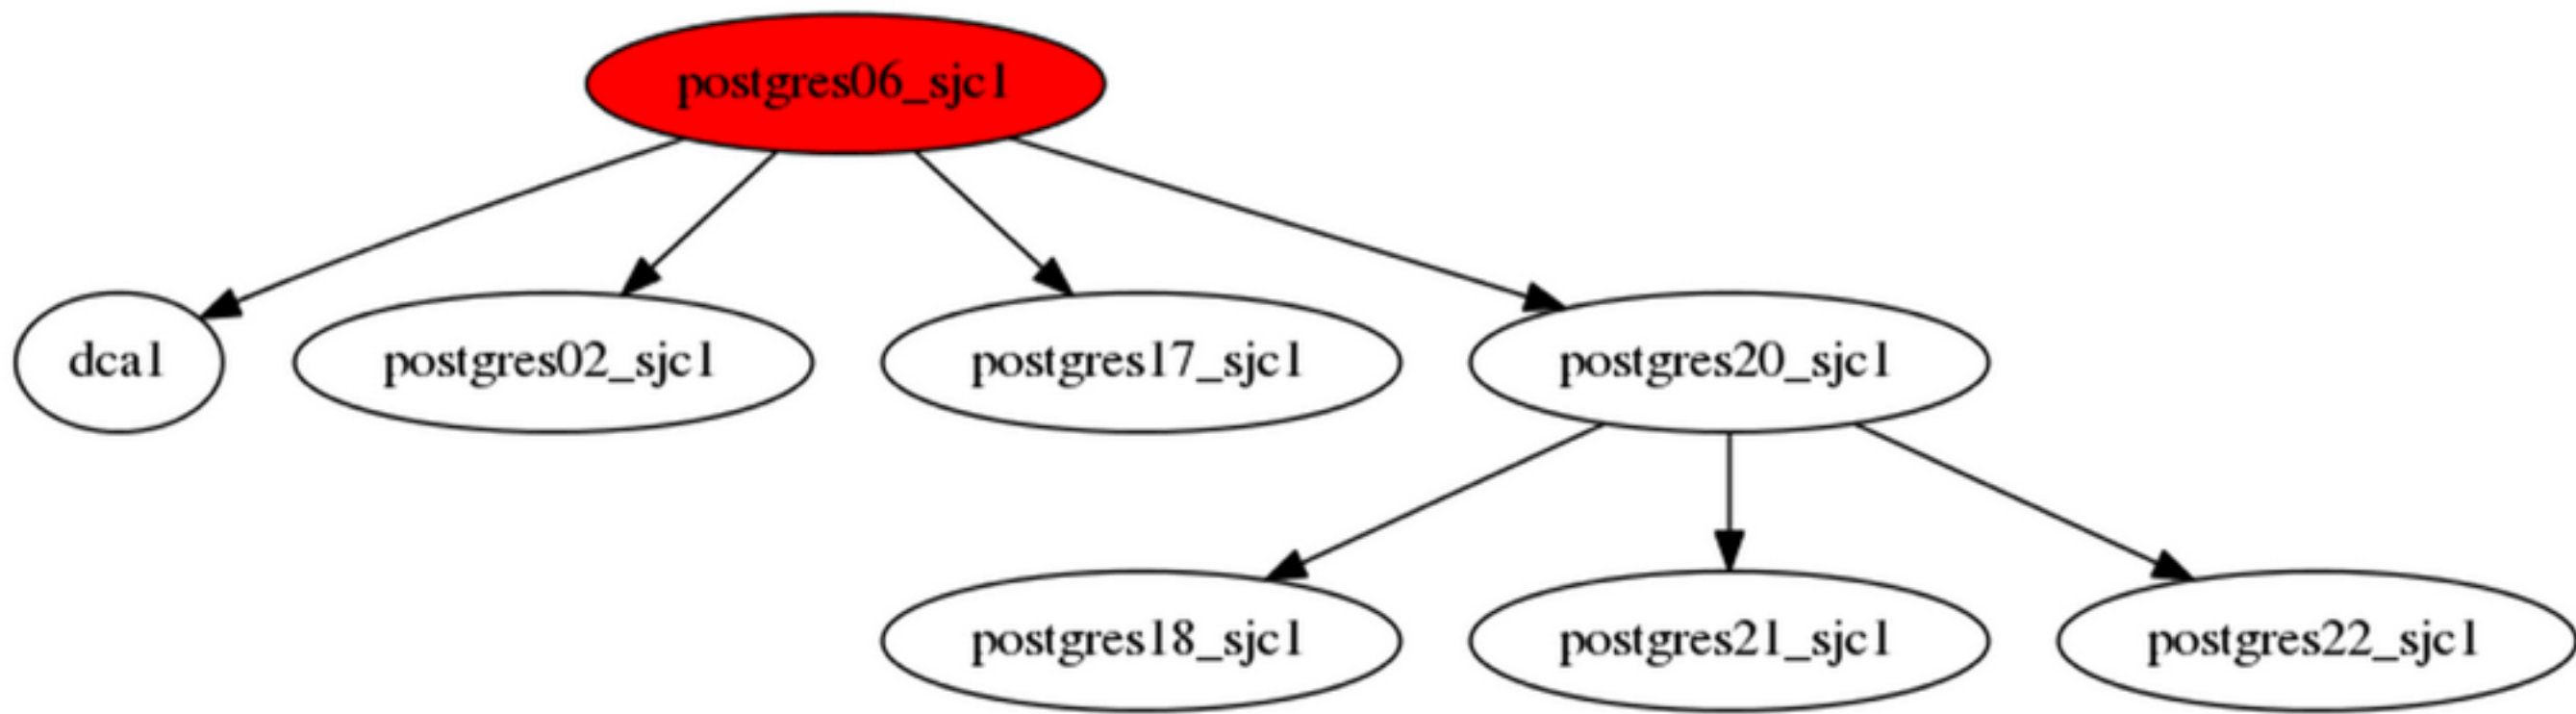 postgres06_sjc1
dca1
postgres02_sjc1
postgres17_sjc1
postgres20_sjc1
postgres18_sjc1
postgres21_sjc1
postgres22_sjc1